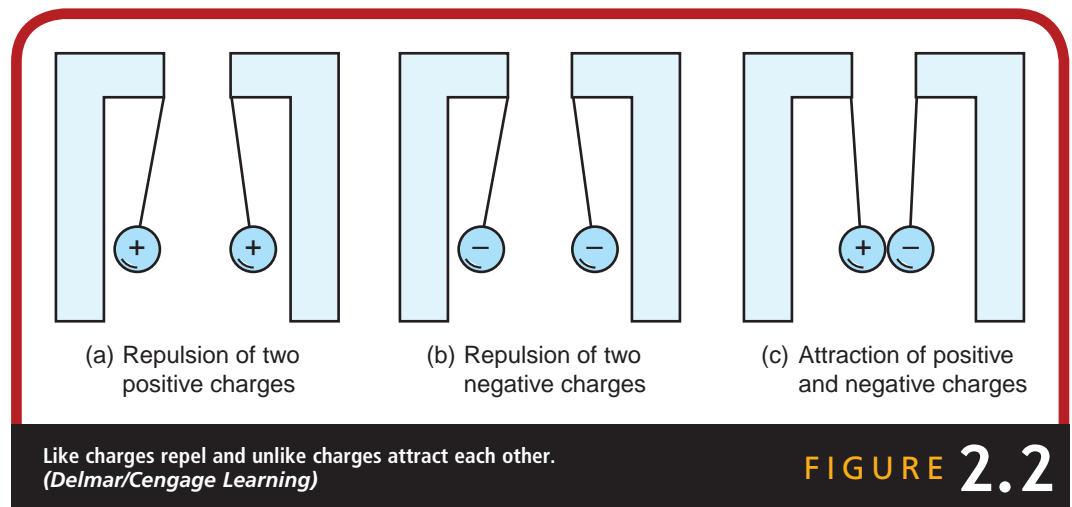 + +
− −
+ −
(a) Repulsion of two
positive charges
(b) Repulsion of two
negative charges
(c) Attraction of positive
and negative charges
Like charges repel and unlike charges attract each other.
(Delmar/Cengage Learning)
FIGURE 2.2